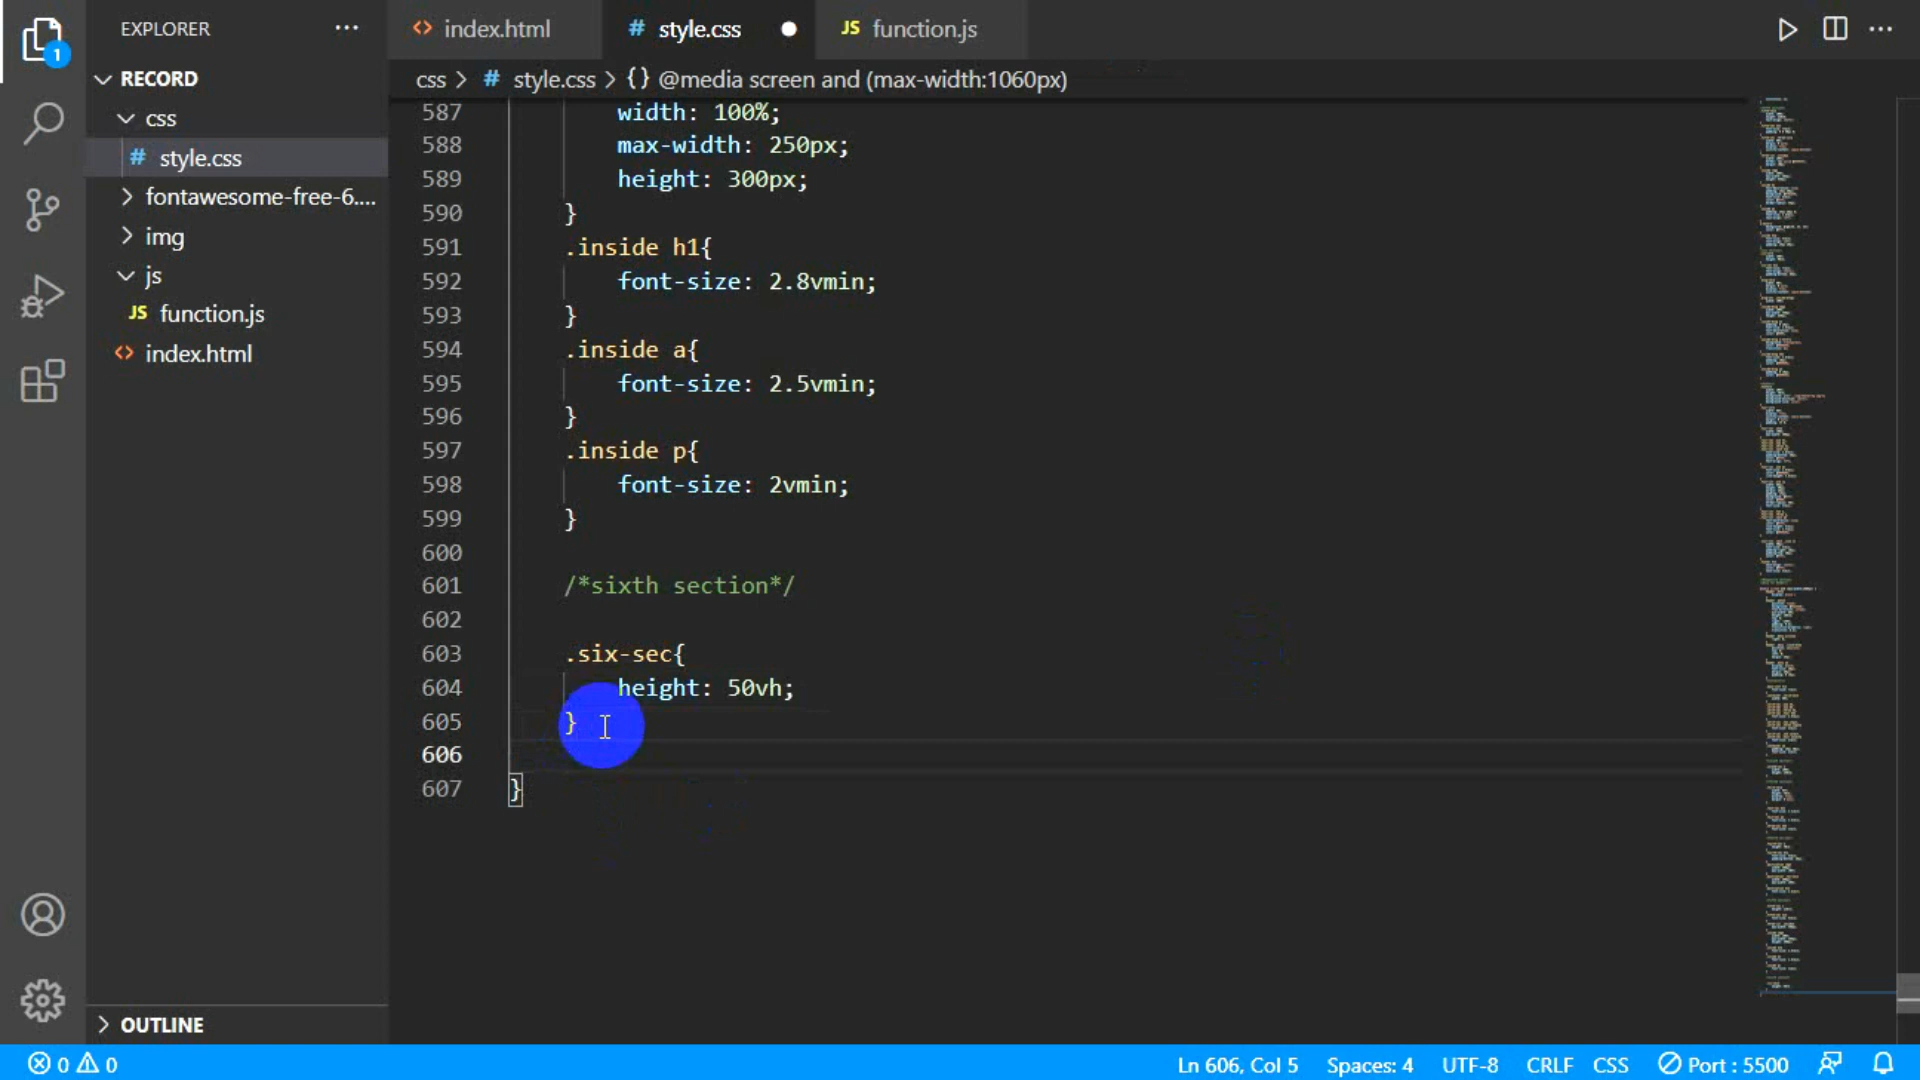 EXPLORER
RECORD
css
# style.css
fontawesome-free-6....
img
js
JS function.js
<> index.html
OUTLINE
1
<> index.html
# style.css
JS function.js
css > # style.css > {} @media screen and (max-width:1060px)
587 width: 100%;
588 max-width: 250px;
589 height: 300px;
590 }
591 .inside h1{
592 font-size: 2.8vmin;
593 }
594 .inside a{
595 font-size: 2.5vmin;
596 }
597 .inside p{
598 font-size: 2vmin;
599 }
600
601 /*sixth section*/
602
603 .six-sec{
604 height: 50vh;
605 }
606
607 }
0 0 Ln 606, Col 5 Spaces: 4 UTF-8 CRLF CSS Port : 5500